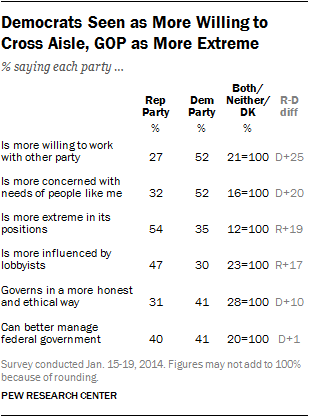 Democrats Seen as More Willing to
Cross Aisle, GOP as More Extreme
% saying each party ...
Rep Party Dem Party Both/ Neither/ DK R-D diff
% % %
Is more willing to work
with other party 27 52 21=100 D+25
Is more concerned with
needs of people like me 32 52 16=100 D+20
Is more extreme in its
positions 54 35 12=100 R+19
Is more influenced by
lobbyists 47 30 23=100 R+17
Governs in a more honest
and ethical way 31 41 28=100 D+10
Can better manage
federal government 40 41 20=100 D+1
Survey conducted Jan. 15-19, 2014. Figures may not add to 100%
because of rounding.
PEW RESEARCH CENTER